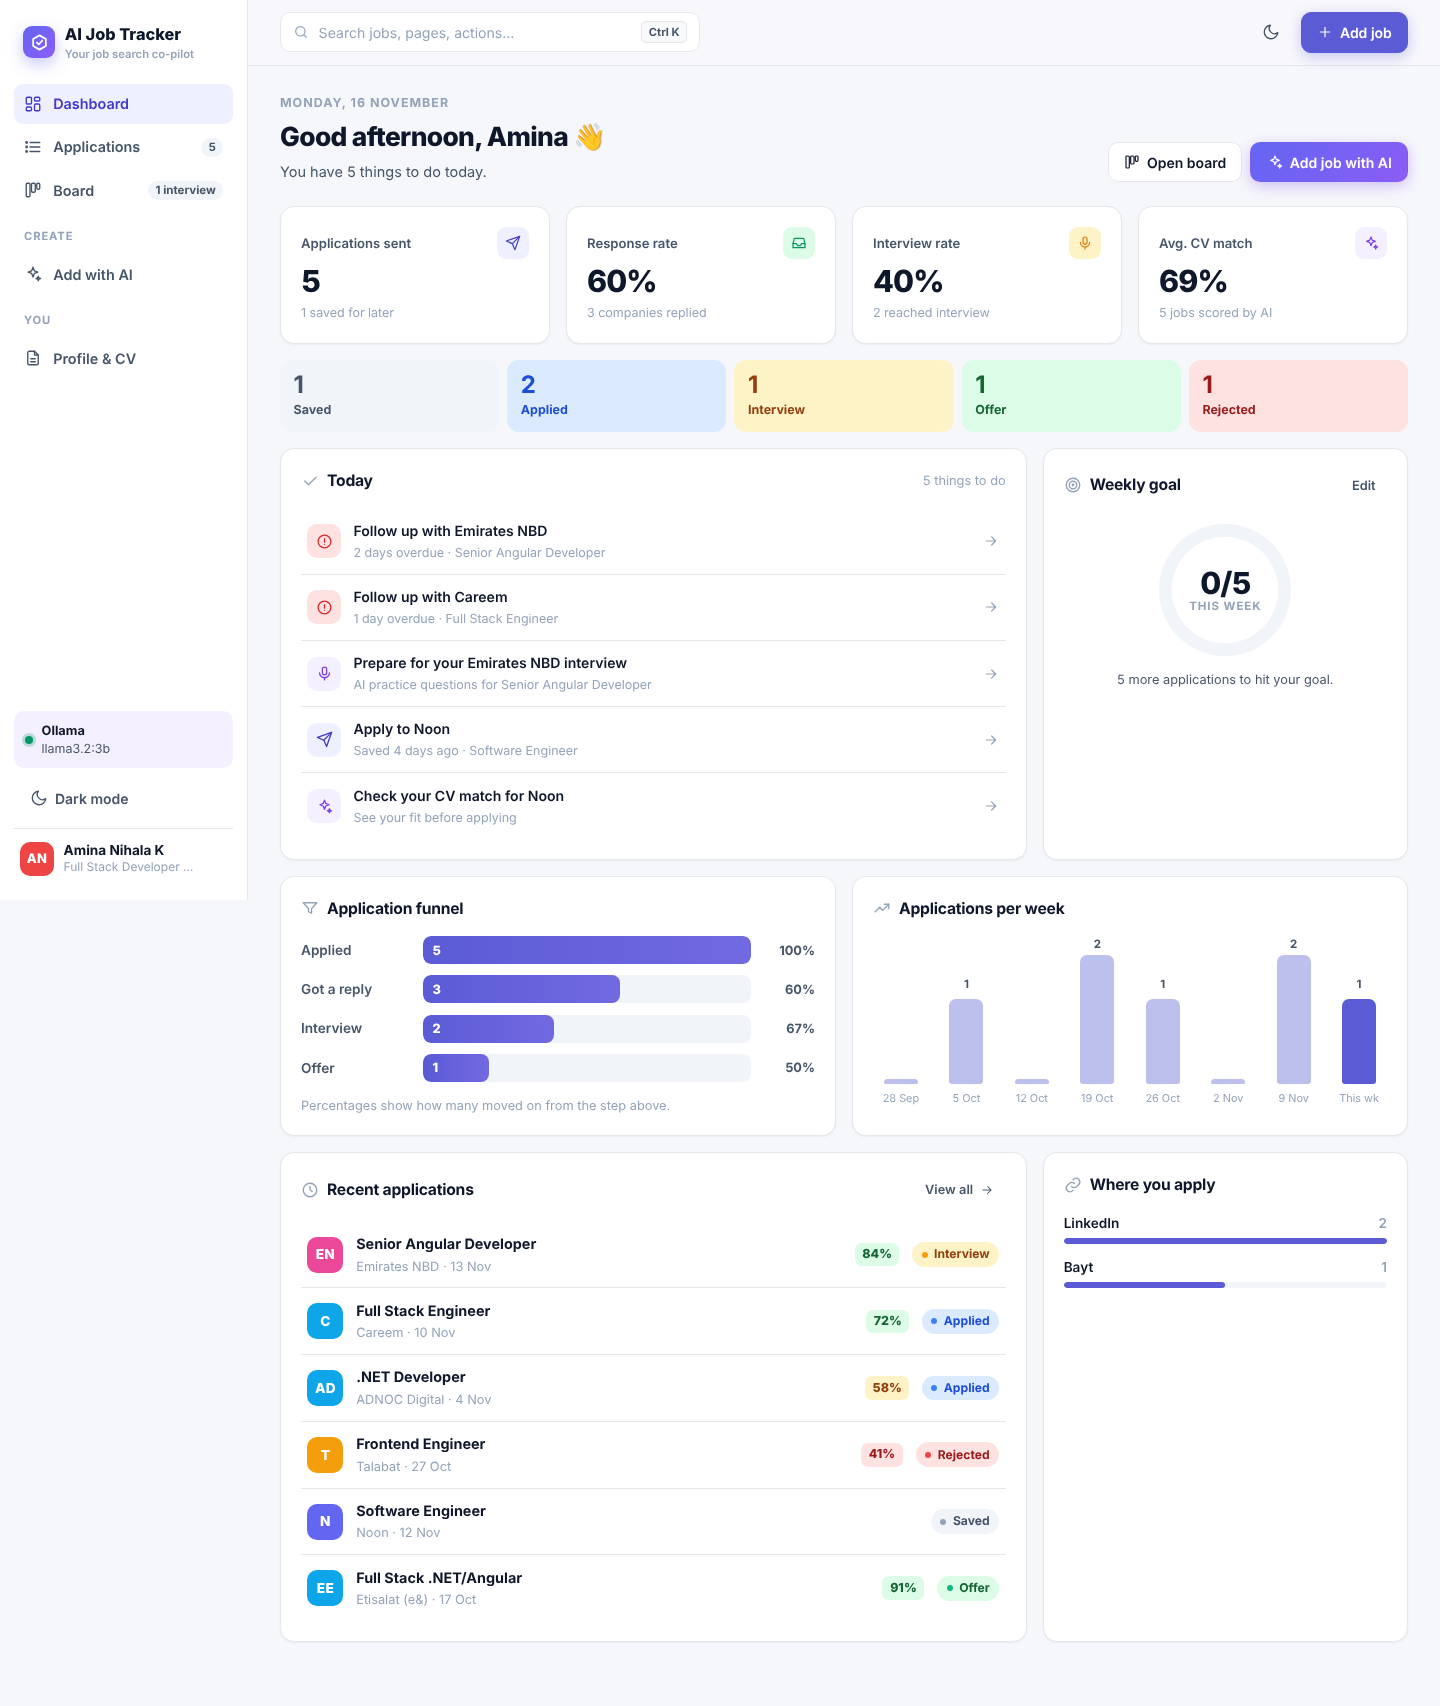 AI Job Tracker
Your job search co-pilot
Dashboard
Applications 5
Board 1 interview
CREATE
Add with AI
YOU
Profile & CV
Ollama
llama3.2:3b
Dark mode
AN
Amina Nihala K
Full Stack Developer ...
Search jobs, pages, actions... Ctrl K
Add job
MONDAY, 16 NOVEMBER
Good afternoon, Amina 👋
You have 5 things to do today.
Open board
Add job with AI
Applications sent
5
1 saved for later
Response rate
60%
3 companies replied
Interview rate
40%
2 reached interview
Avg. CV match
69%
5 jobs scored by AI
1
Saved
2
Applied
1
Interview
1
Offer
1
Rejected
Today 5 things to do
Follow up with Emirates NBD
2 days overdue · Senior Angular Developer
Follow up with Careem
1 day overdue · Full Stack Engineer
Prepare for your Emirates NBD interview
AI practice questions for Senior Angular Developer
Apply to Noon
Saved 4 days ago · Software Engineer
Check your CV match for Noon
See your fit before applying
Weekly goal Edit
0/5
THIS WEEK
5 more applications to hit your goal.
Application funnel
Applied 5 100%
Got a reply 3 60%
Interview 2 67%
Offer 1 50%
Percentages show how many moved on from the step above.
Applications per week
1 2 1 2 1
28 Sep 5 Oct 12 Oct 19 Oct 26 Oct 2 Nov 9 Nov This wk
Recent applications View all →
EN Senior Angular Developer 84% Interview
Emirates NBD · 13 Nov
C Full Stack Engineer 72% Applied
Careem · 10 Nov
AD .NET Developer 58% Applied
ADNOC Digital · 4 Nov
T Frontend Engineer 41% Rejected
Talabat · 27 Oct
N Software Engineer Saved
Noon · 12 Nov
EE Full Stack .NET/Angular 91% Offer
Etisalat (e&) · 17 Oct
Where you apply
LinkedIn 2
Bayt 1